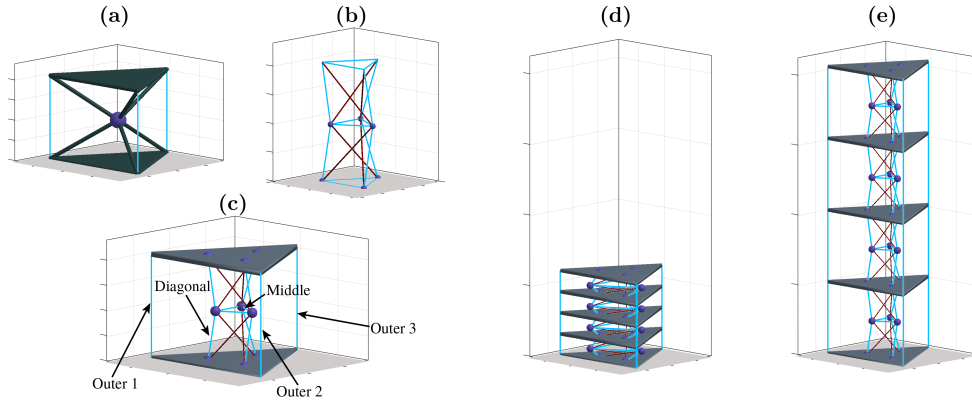 (a)
(b)
(c)
Diagonal
Middle
Outer 1
Outer 2
Outer 3
(d)
(e)